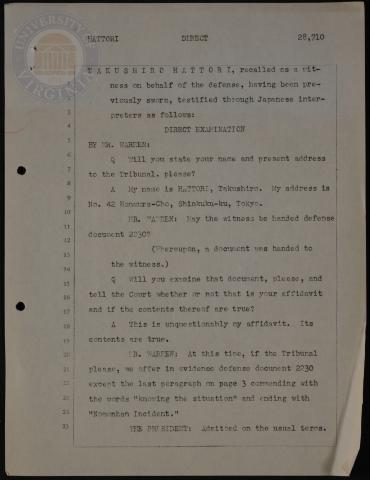 HATTORI DIRECT 28,710
TAKUSHIRO HATTORI, recalled as a wit-
ness on behalf of the defense, having been pre-
viously sworn, testified through Japanese inter-
preters as follows:
DIRECT EXAMINATION
BY MR. WARREN:
Q Will you state your name and present address
to the Tribunal, please?
A My name is HATTORI, Takushiro. My address is
No. 42 Honmura-Cho, Shinkuku-ku, Tokyo.
MR. WARREN: May the witness be handed defense
document 2230?
(Whereupon, a document was handed to
the witness.)
Q Will you examine that document, please, and
tell the Court whether or not that is your affidavit
and if the contents thereof are true?
A This is unquestionably my affidavit. Its
contents are true.
MR. WARREN: At this time, if the Tribunal
please, we offer in evidence defense document 2230
except the last paragraph on page 3 commencing with
the words "knowing the situation" and ending with
"Nomonhan Incident."
THE PRESIDENT: Admitted on the usual terms.